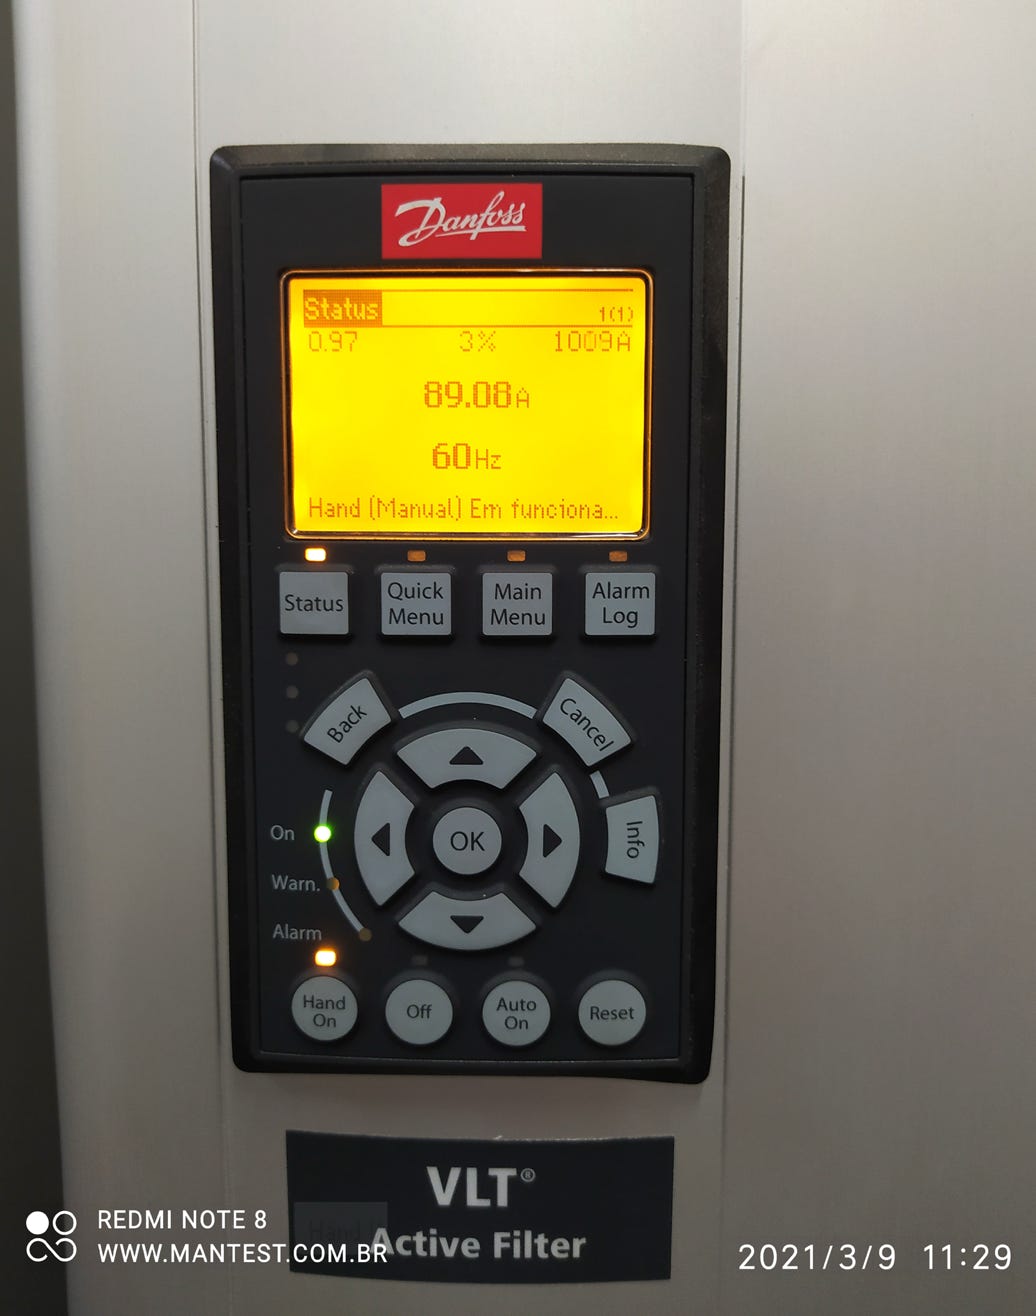 Danfoss
Status 1(1)
0.97 3% 1009A
89.08A
60Hz
Hand (Manual) Em funciona...
Status Quick Menu Main Menu Alarm Log
Back Cancel
OK Info
On
Warn.
Alarm
Hand On Off Auto On Reset
VLT®
Active Filter
REDMI NOTE 8
WWW.MANTEST.COM.BR
2021/3/9 11:29